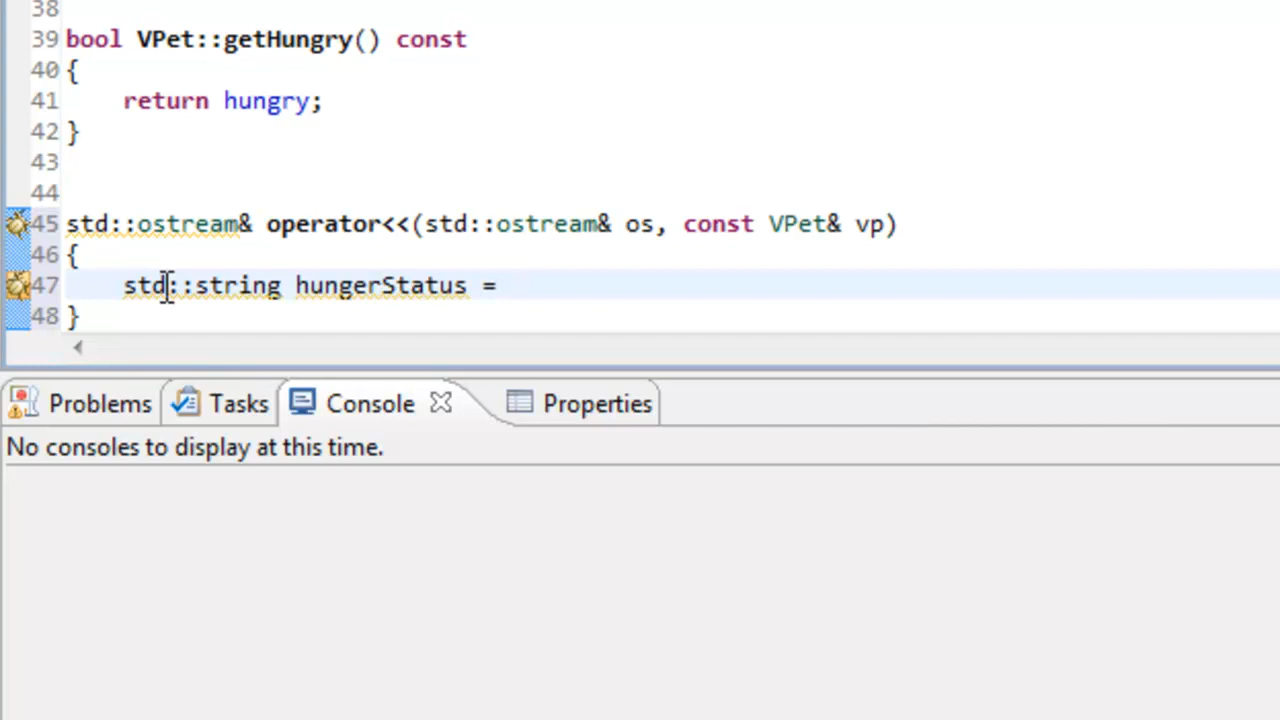 38
39 bool VPet::getHungry() const
40 {
41 return hungry;
42 }
43
44
45 std::ostream& operator<<(std::ostream& os, const VPet& vp)
46 {
47 std::string hungerStatus =
48 }
Problems Tasks Console Properties
No consoles to display at this time.